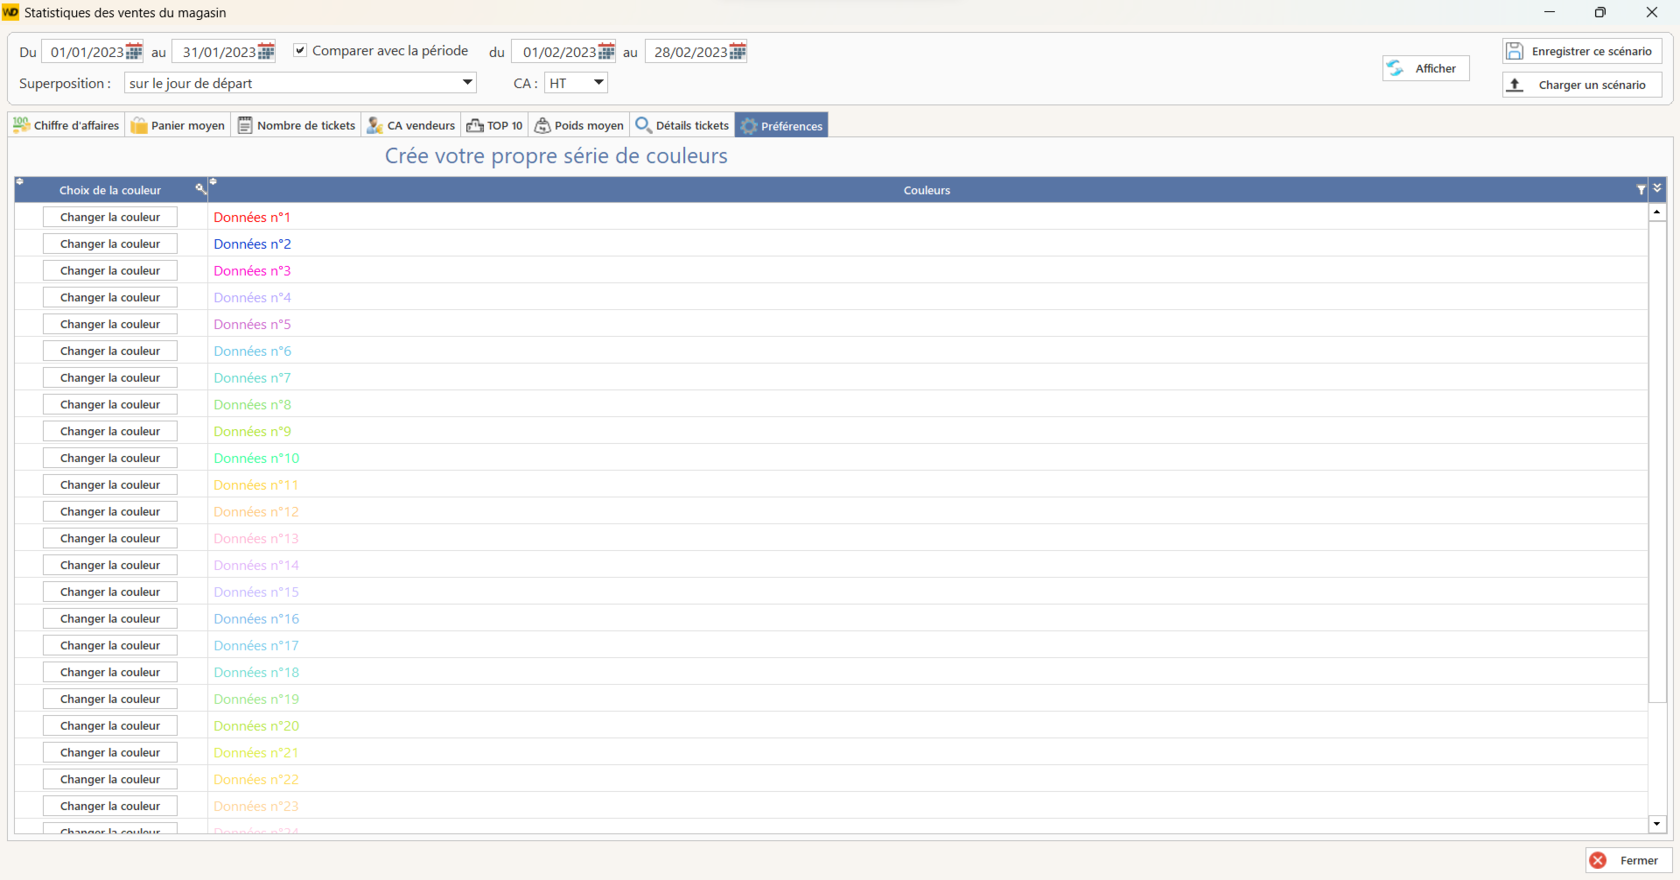 WD Statistiques des ventes du magasin
Du 01/01/2023 au 31/01/2023 Comparer avec la période du 01/02/2023 au 28/02/2023
Superposition : sur le jour de départ CA : HT
Afficher
Enregistrer ce scénario
Charger un scénario
Chiffre d'affaires Panier moyen Nombre de tickets CA vendeurs TOP 10 Poids moyen Détails tickets Préférences
Crée votre propre série de couleurs
Choix de la couleur Couleurs
Changer la couleur Données n°1
Changer la couleur Données n°2
Changer la couleur Données n°3
Changer la couleur Données n°4
Changer la couleur Données n°5
Changer la couleur Données n°6
Changer la couleur Données n°7
Changer la couleur Données n°8
Changer la couleur Données n°9
Changer la couleur Données n°10
Changer la couleur Données n°11
Changer la couleur Données n°12
Changer la couleur Données n°13
Changer la couleur Données n°14
Changer la couleur Données n°15
Changer la couleur Données n°16
Changer la couleur Données n°17
Changer la couleur Données n°18
Changer la couleur Données n°19
Changer la couleur Données n°20
Changer la couleur Données n°21
Changer la couleur Données n°22
Changer la couleur Données n°23
Changer la couleur Données n°24
Fermer